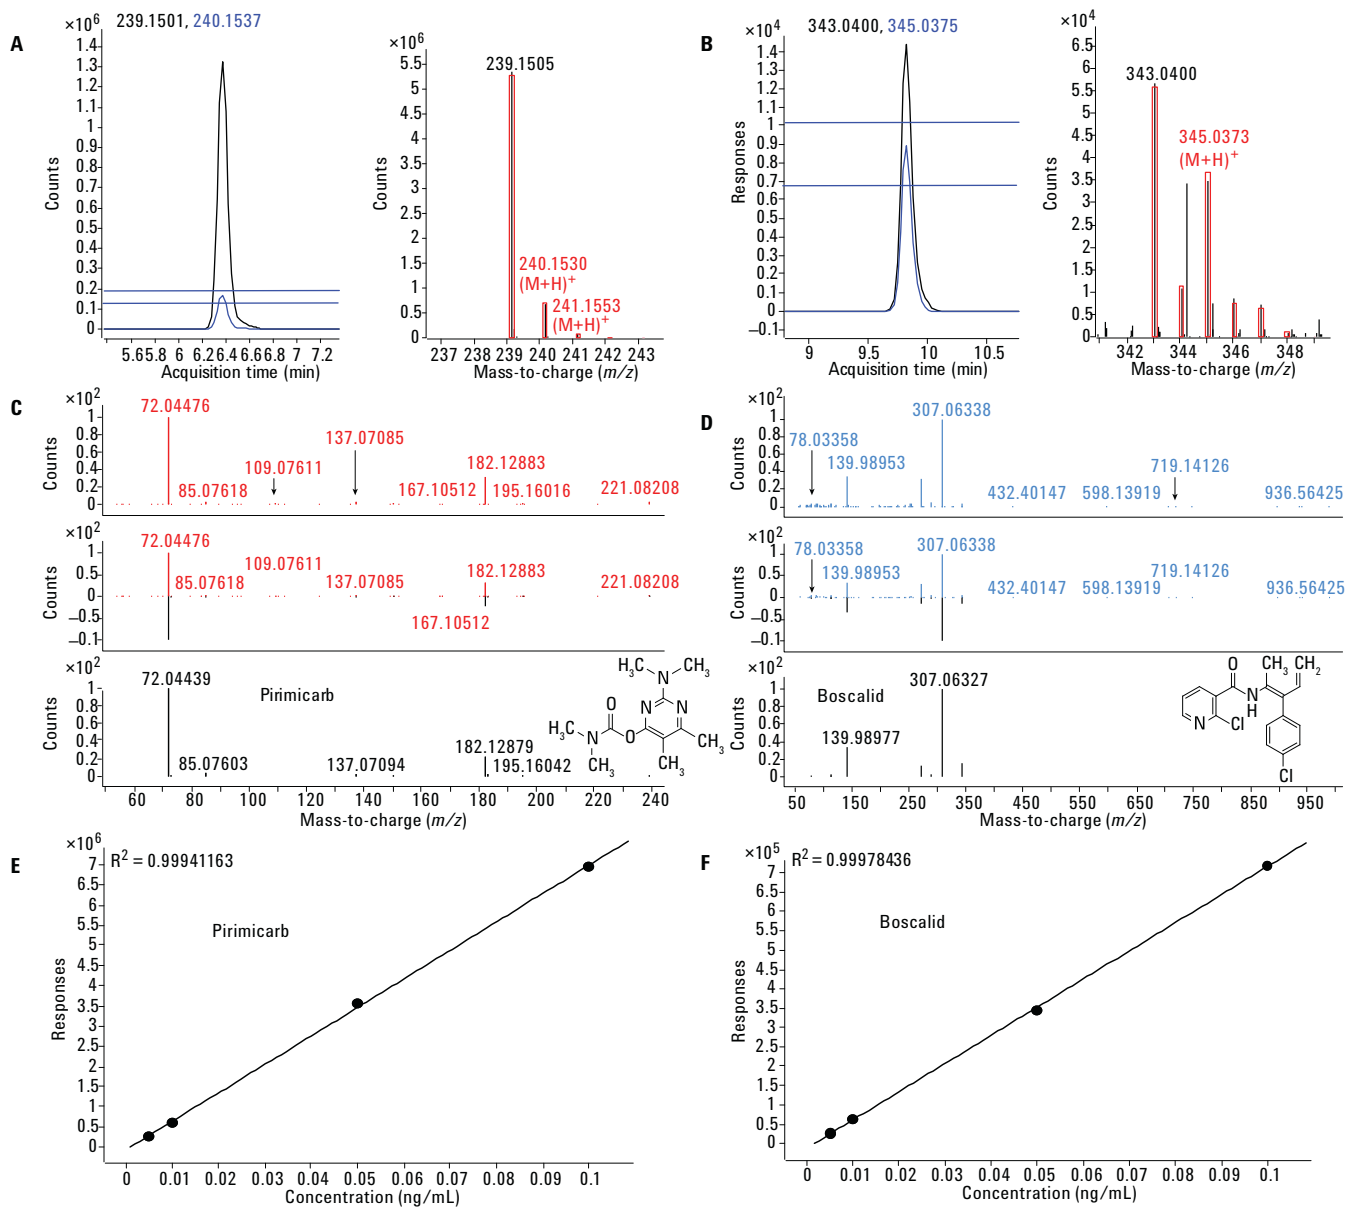 A
×10⁶
239.1501, 240.1537
Counts
1.4
1.3
1.2
1.1
1
0.9
0.8
0.7
0.6
0.5
0.4
0.3
0.2
0.1
0
5.6 5.8 6 6.2 6.4 6.6 6.8 7 7.2
Acquisition time (min)
×10⁶
Counts
5.5
5
4.5
4
3.5
3
2.5
2
1.5
1
0.5
0
239.1505
240.1530
(M+H)⁺
241.1553
(M+H)⁺
237 238 239 240 241 242 243
Mass-to-charge (m/z)
B
×10⁴
343.0400, 345.0375
Responses
1.4
1.3
1.2
1.1
1
0.9
0.8
0.7
0.6
0.5
0.4
0.3
0.2
0.1
0
–0.1
9 9.5 10 10.5
Acquisition time (min)
×10⁴
Counts
6.5
6
5.5
5
4.5
4
3.5
3
2.5
2
1.5
1
0.5
0
343.0400
345.0373
(M+H)⁺
342 344 346 348
Mass-to-charge (m/z)
C
×10²
Counts
1
0.8
0.6
0.4
0.2
0
72.04476
85.07618
109.07611
137.07085
167.10512
182.12883
195.16016
221.08208
×10²
Counts
1
0.5
0
–0.5
–0.1
72.04476
85.07618
109.07611
137.07085
167.10512
182.12883
221.08208
×10²
Counts
1
0.8
0.6
0.4
0.2
0
72.04439
Pirimicarb
85.07603
137.07094
182.12879
195.16042
H₃C
N
CH₃
N
N
O
H₃C
N
O
CH₃
CH₃
CH₃
60 80 100 120 140 160 180 200 220 240
Mass-to-charge (m/z)
D
×10²
Counts
1
0.8
0.6
0.4
0.2
0
78.03358
139.98953
307.06338
432.40147
598.13919
719.14126
936.56425
×10²
Counts
1
0.5
0
–0.5
–0.1
78.03358
139.98953
307.06338
432.40147
598.13919
719.14126
936.56425
×10²
Counts
1
0.8
0.6
0.4
0.2
0
Boscalid
307.06327
139.98977
O
CH₃
CH₂
N
H
N
Cl
Cl
50 150 250 350 450 550 650 750 850 950
Mass-to-charge (m/z)
E
×10⁶
R² = 0.99941163
Pirimicarb
Responses
7
6.5
6
5.5
5
4.5
4
3.5
3
2.5
2
1.5
1
0.5
0
0 0.01 0.02 0.03 0.04 0.05 0.06 0.07 0.08 0.09 0.1
Concentration (ng/mL)
F
×10⁵
R² = 0.99978436
Boscalid
Responses
7
6.5
6
5.5
5
4.5
4
3.5
3
2.5
2
1.5
1
0.5
0
0 0.01 0.02 0.03 0.04 0.05 0.06 0.07 0.08 0.09 0.1
Concentration (ng/mL)